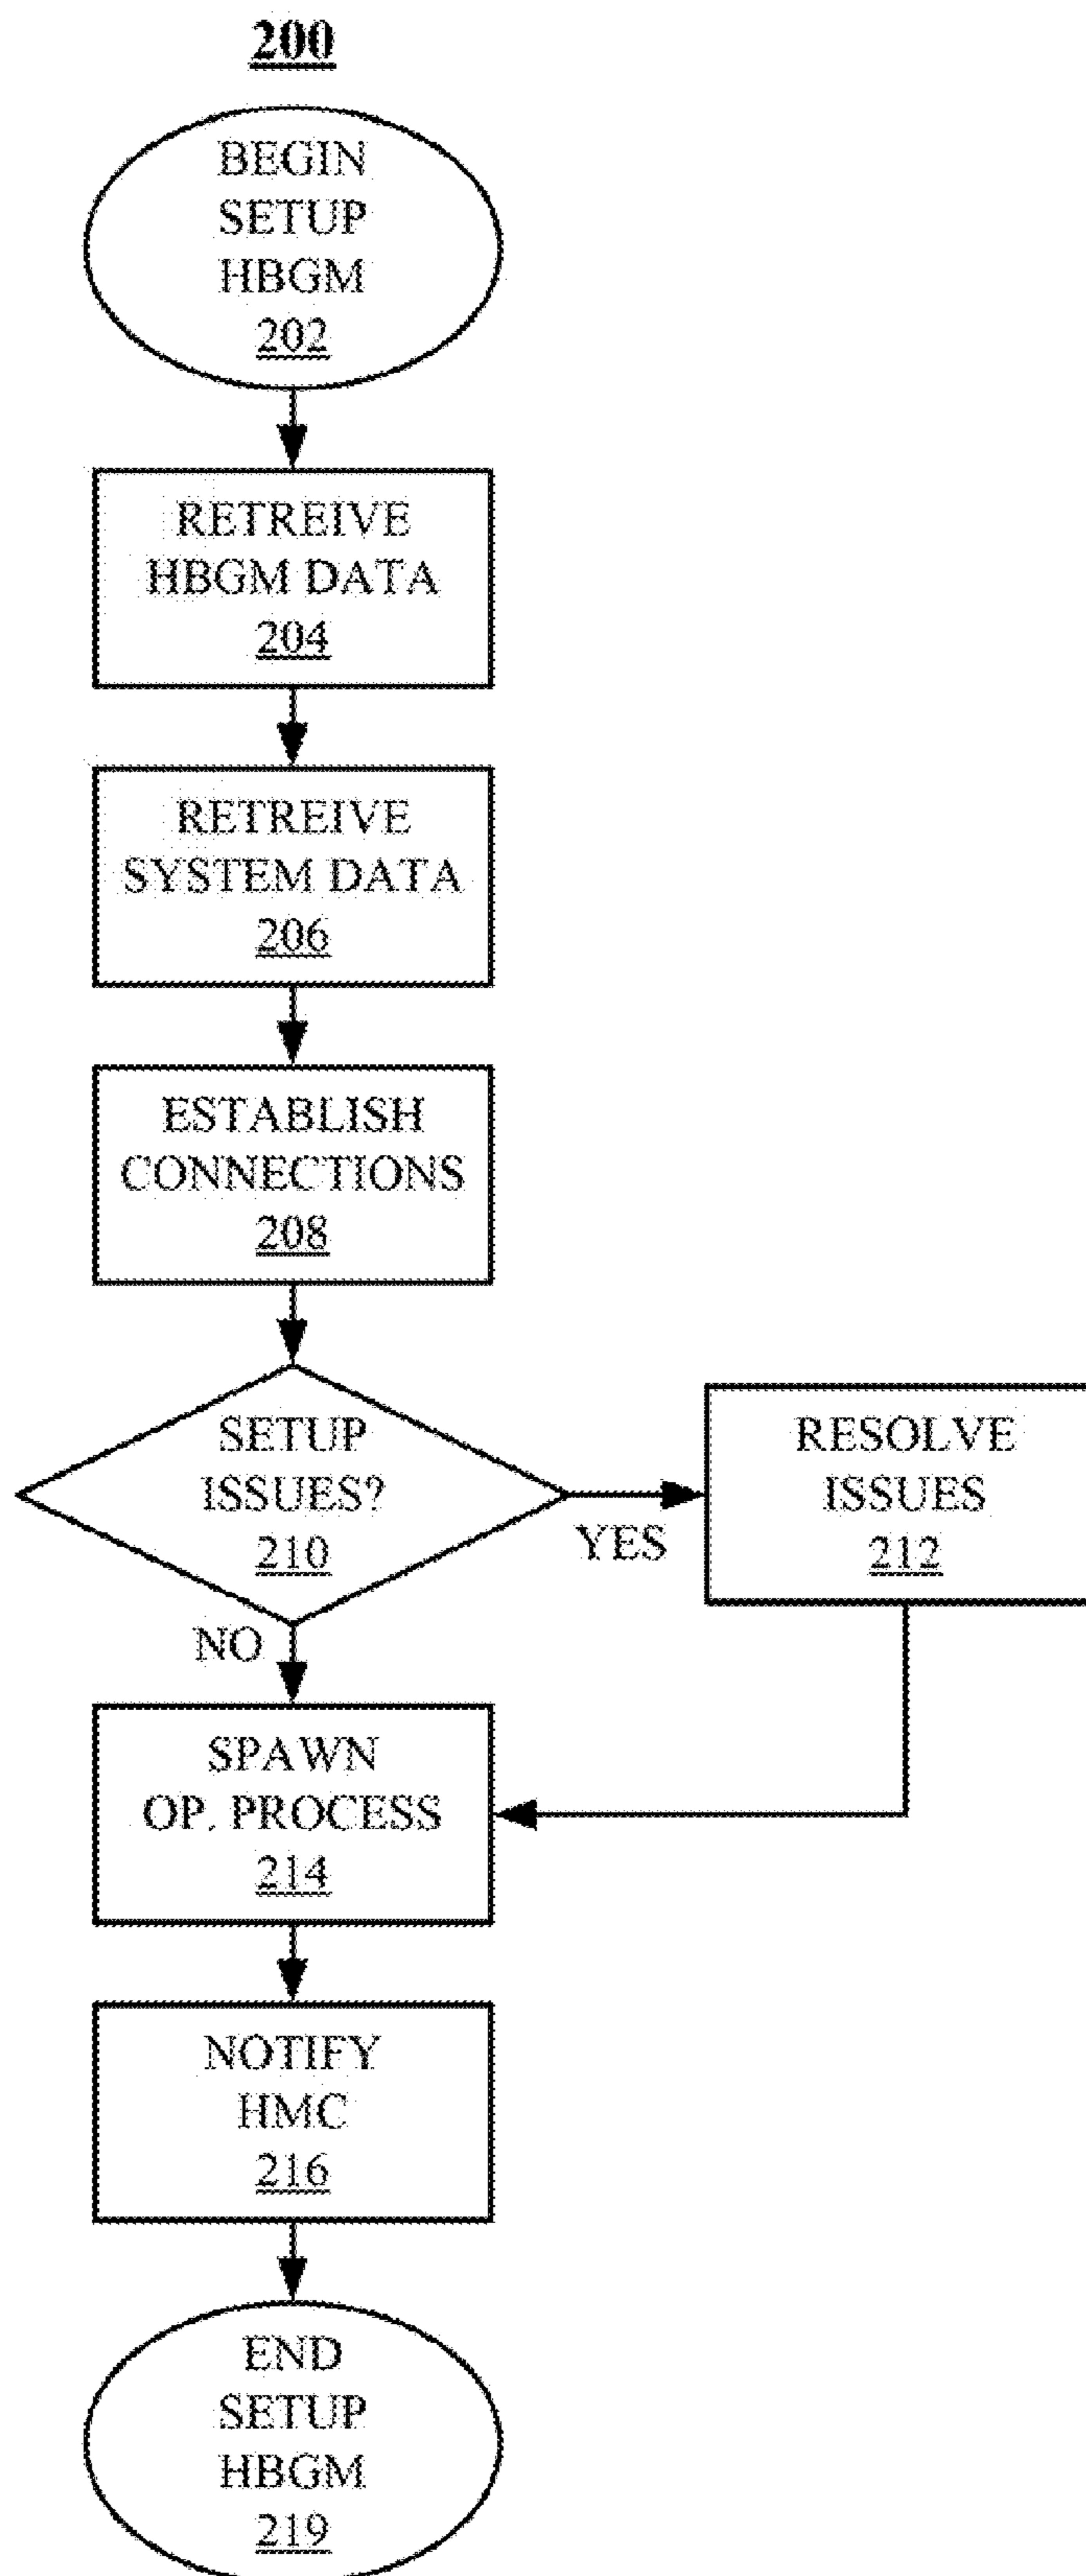 200
BEGIN
SETUP
HBGM
202
RETREIVE
HBGM DATA
204
RETREIVE
SYSTEM DATA
206
ESTABLISH
CONNECTIONS
208
SETUP
ISSUES?
210
YES
RESOLVE
ISSUES
212
NO
SPAWN
OP. PROCESS
214
NOTIFY
HMC
216
END
SETUP
HBGM
219